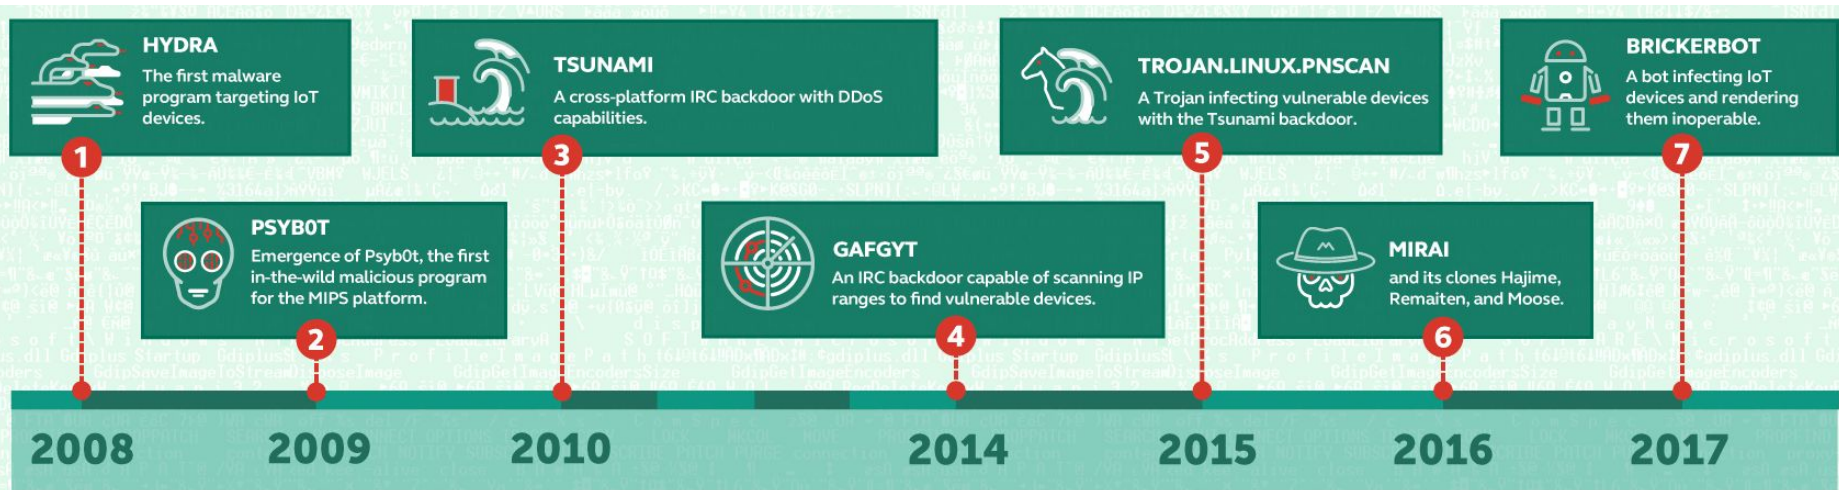 HYDRA
The first malware
program targeting IoT
devices.
1
PSYB0T
Emergence of Psyb0t, the first
in-the-wild malicious program
for the MIPS platform.
2
TSUNAMI
A cross-platform IRC backdoor with DDoS
capabilities.
3
GAFGYT
An IRC backdoor capable of scanning IP
ranges to find vulnerable devices.
4
TROJAN.LINUX.PNSCAN
A Trojan infecting vulnerable devices
with the Tsunami backdoor.
5
MIRAI
and its clones Hajime,
Remaiten, and Moose.
6
BRICKERBOT
A bot infecting IoT
devices and rendering
them inoperable.
7
2008 2009 2010 2014 2015 2016 2017